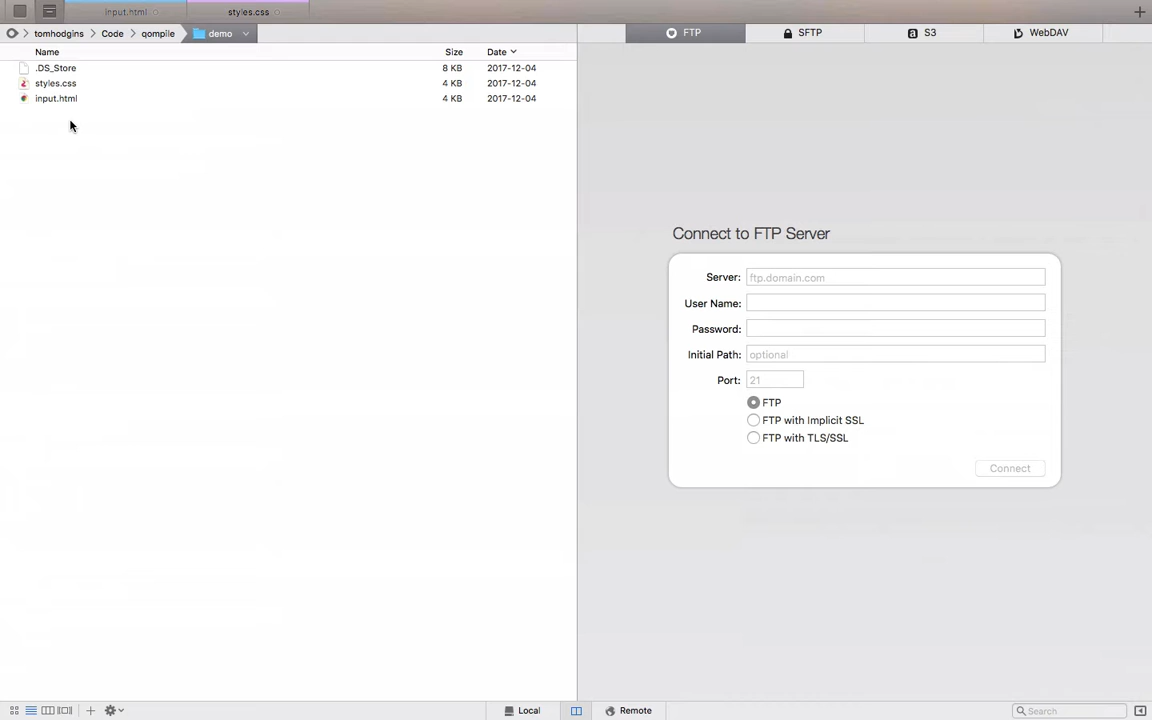 input.html styles.css
tomhodgins Code qompile demo FTP SFTP S3 WebDAV
Name Size Date
.DS_Store 8 KB 2017-12-04
styles.css 4 KB 2017-12-04
input.html 4 KB 2017-12-04
Connect to FTP Server
Server: ftp.domain.com
User Name:
Password:
Initial Path: optional
Port: 21
FTP
FTP with Implicit SSL
FTP with TLS/SSL
Connect
Local Remote Search